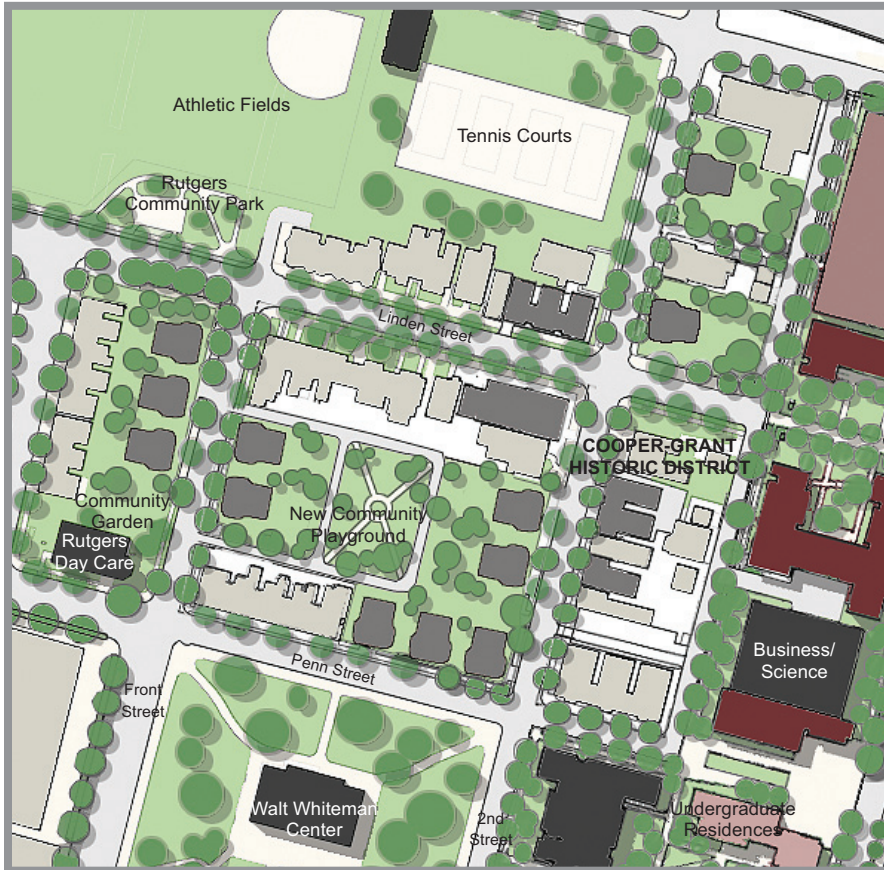 Athletic Fields
Tennis Courts
Rutgers
Community Park
Linden Street
COOPER-GRANT
HISTORIC DISTRICT
Community
Garden
New Community
Playground
Rutgers
Day Care
Business/
Science
Penn Street
Front
Street
Walt Whiteman
Center
2nd
Street
Undergraduate
Residences